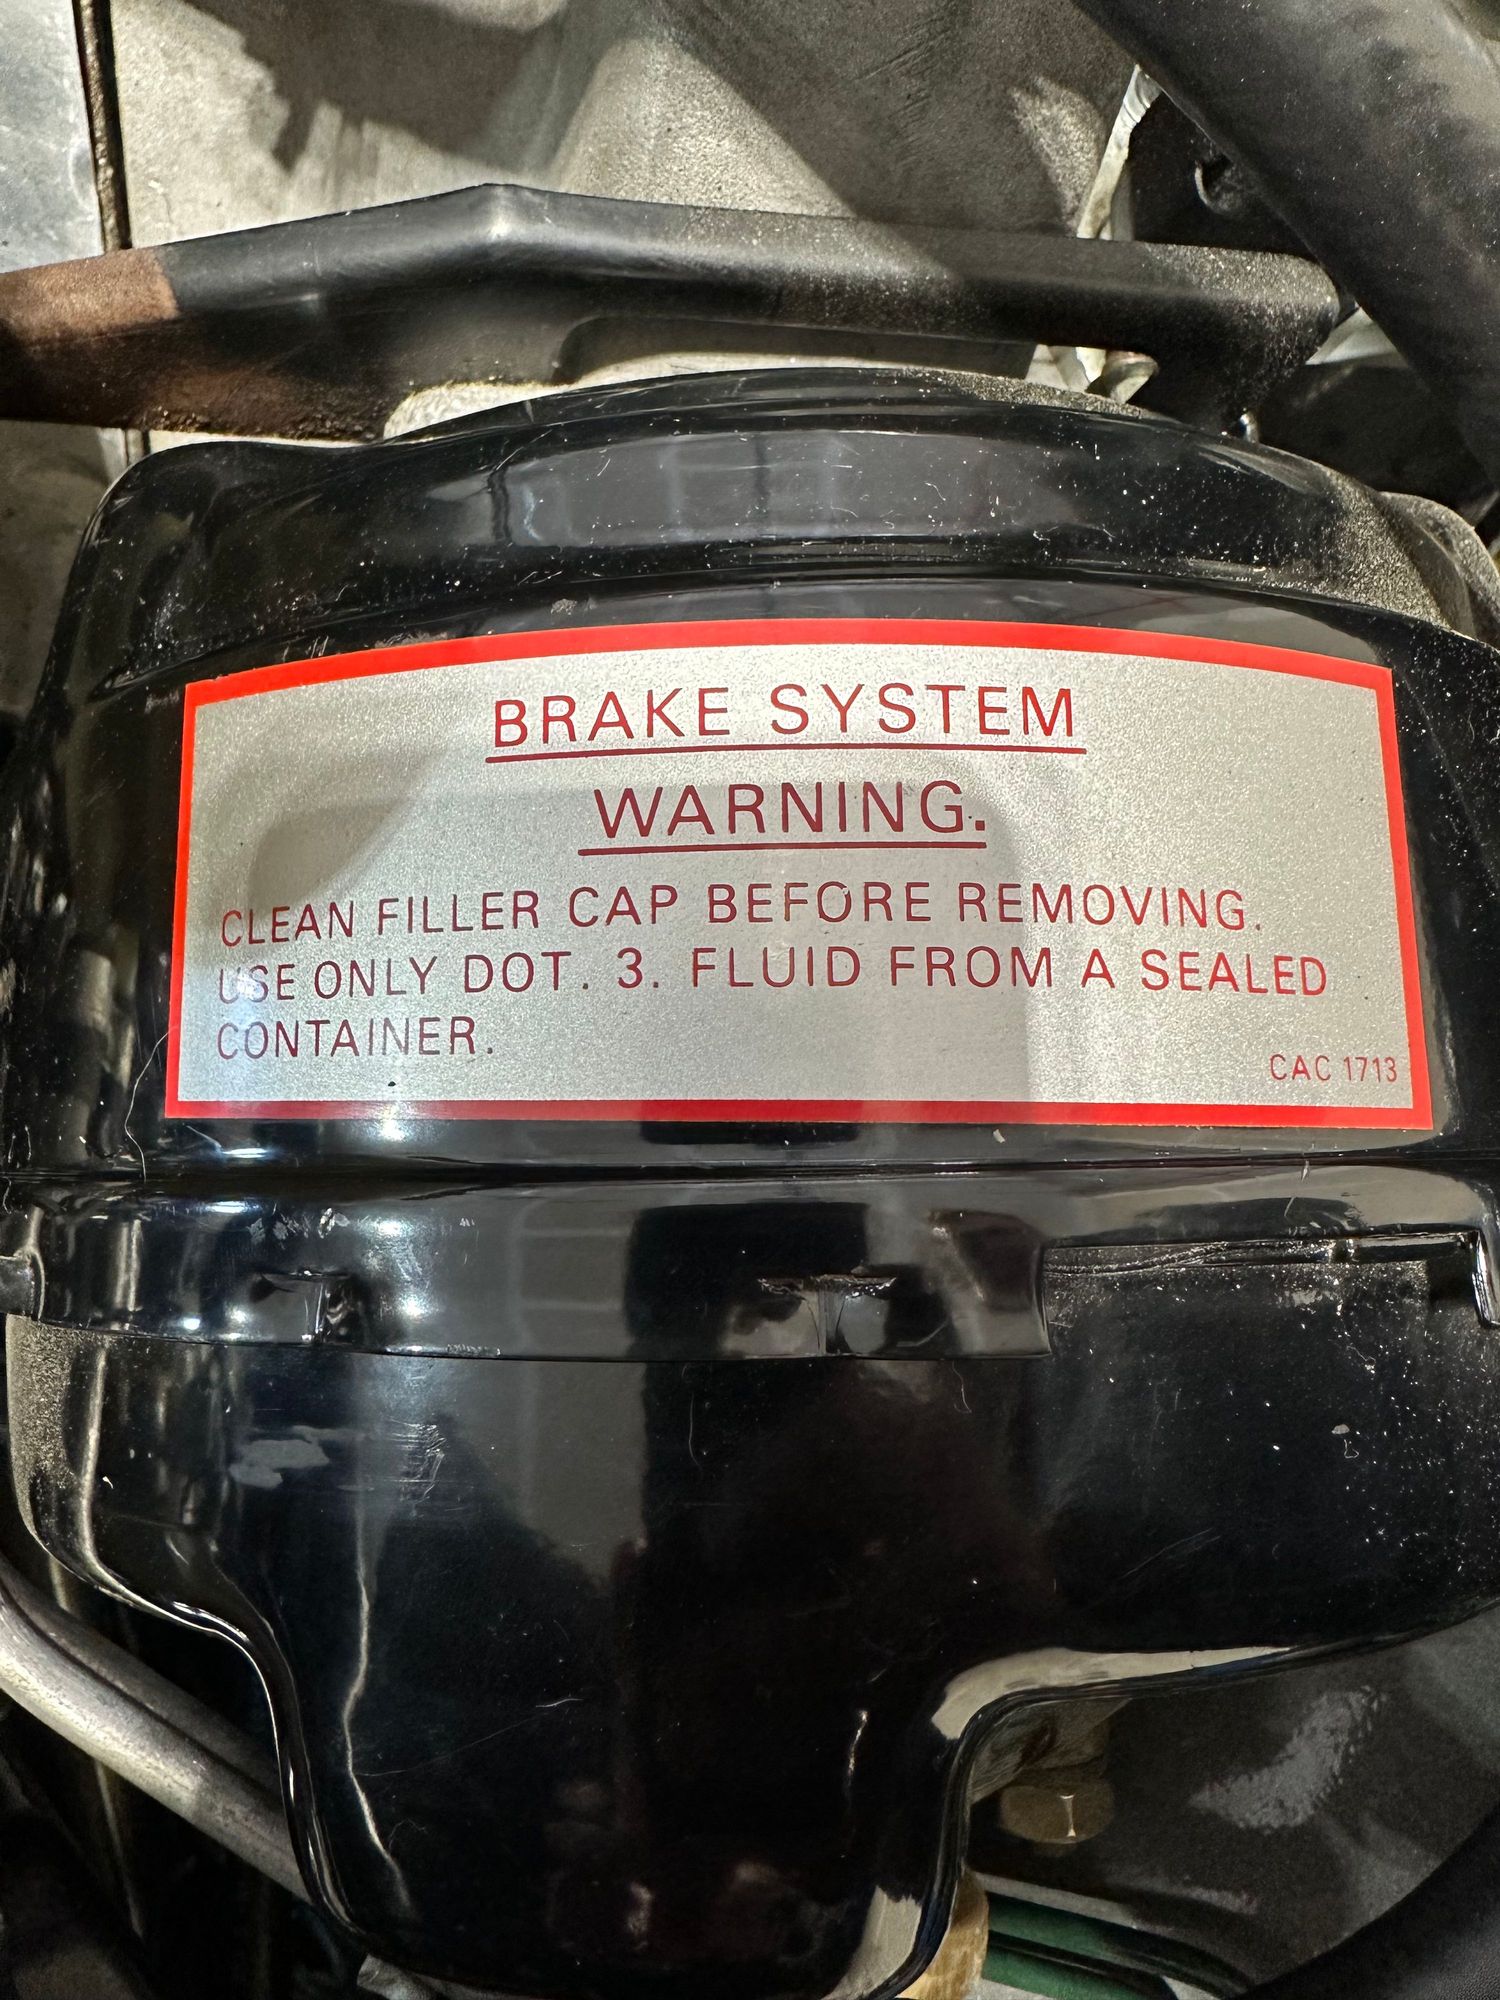 BRAKE SYSTEM
WARNING.
CLEAN FILLER CAP BEFORE REMOVING.
USE ONLY DOT. 3. FLUID FROM A SEALED
CONTAINER.
CAC 1713